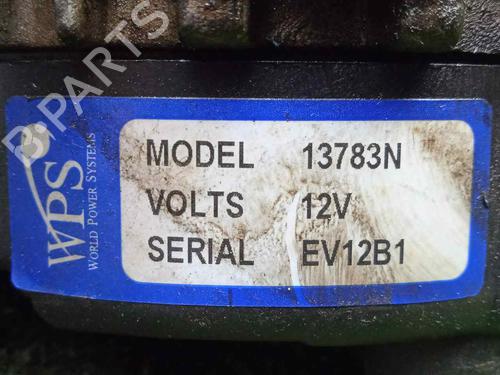 B-PARTS
WPS
WORLD POWER SYSTEMS
MODEL 13783N
VOLTS 12V
SERIAL EV12B1